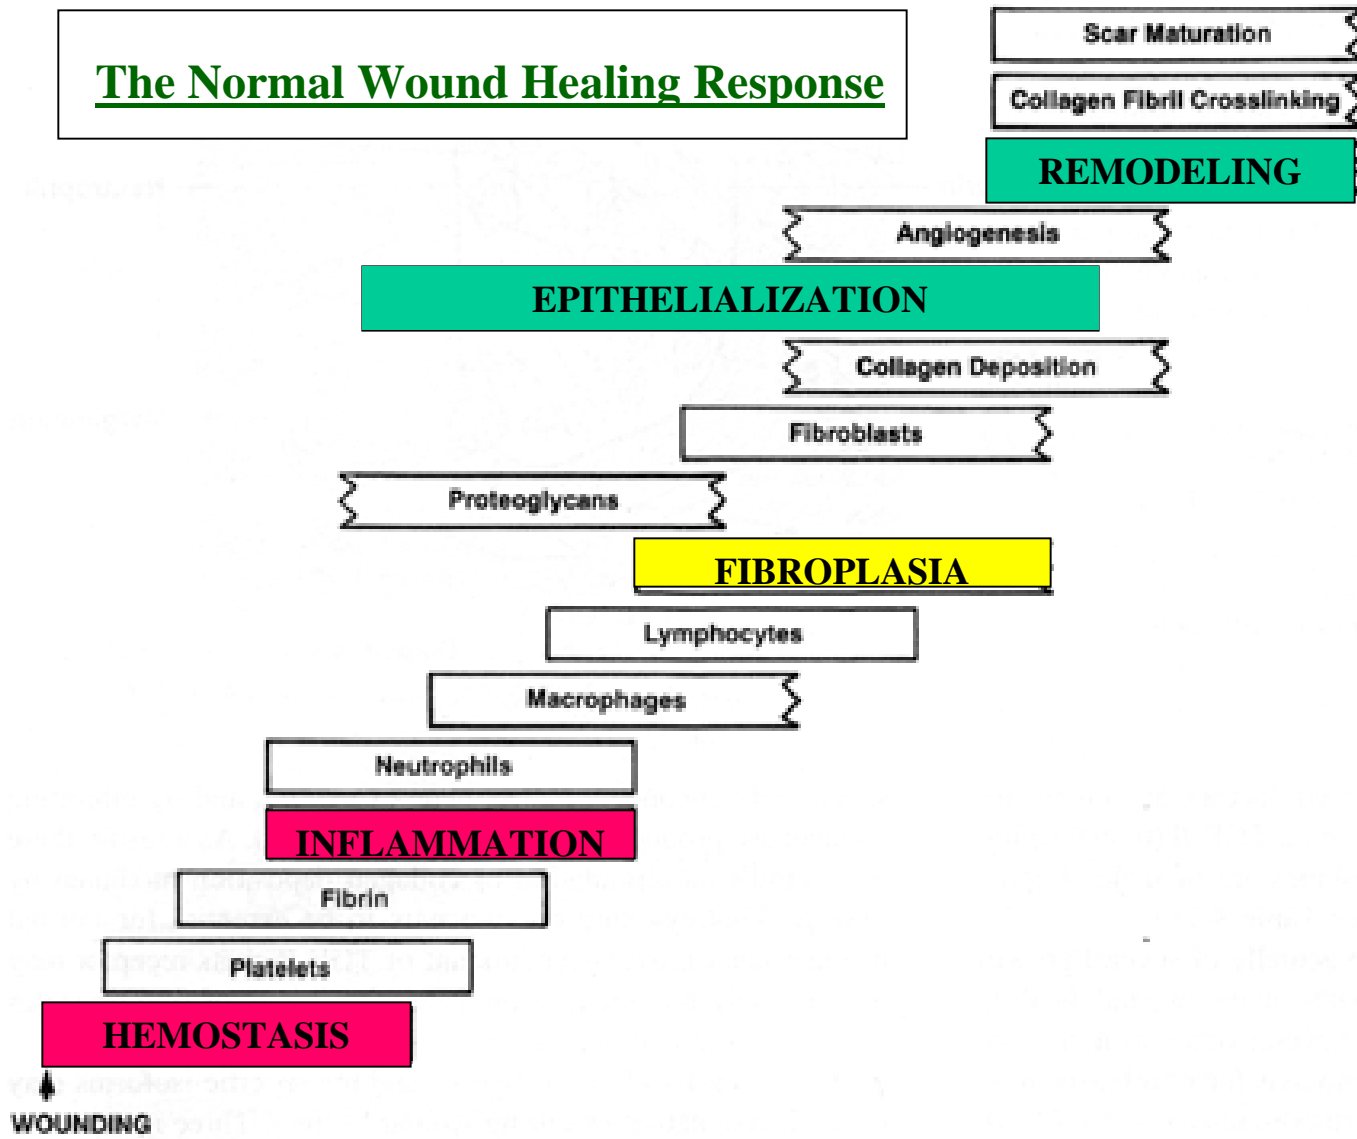 Scar Maturation
The Normal Wound Healing Response
Collagen Fibril Crosslinking
REMODELING
Angiogenesis
EPITHELIALIZATION
Collagen Deposition
Fibroblasts
Proteoglycans
FIBROPLASIA
Lymphocytes
Macrophages
Neutrophils
INFLAMMATION
Fibrin
Platelets
HEMOSTASIS
WOUNDING